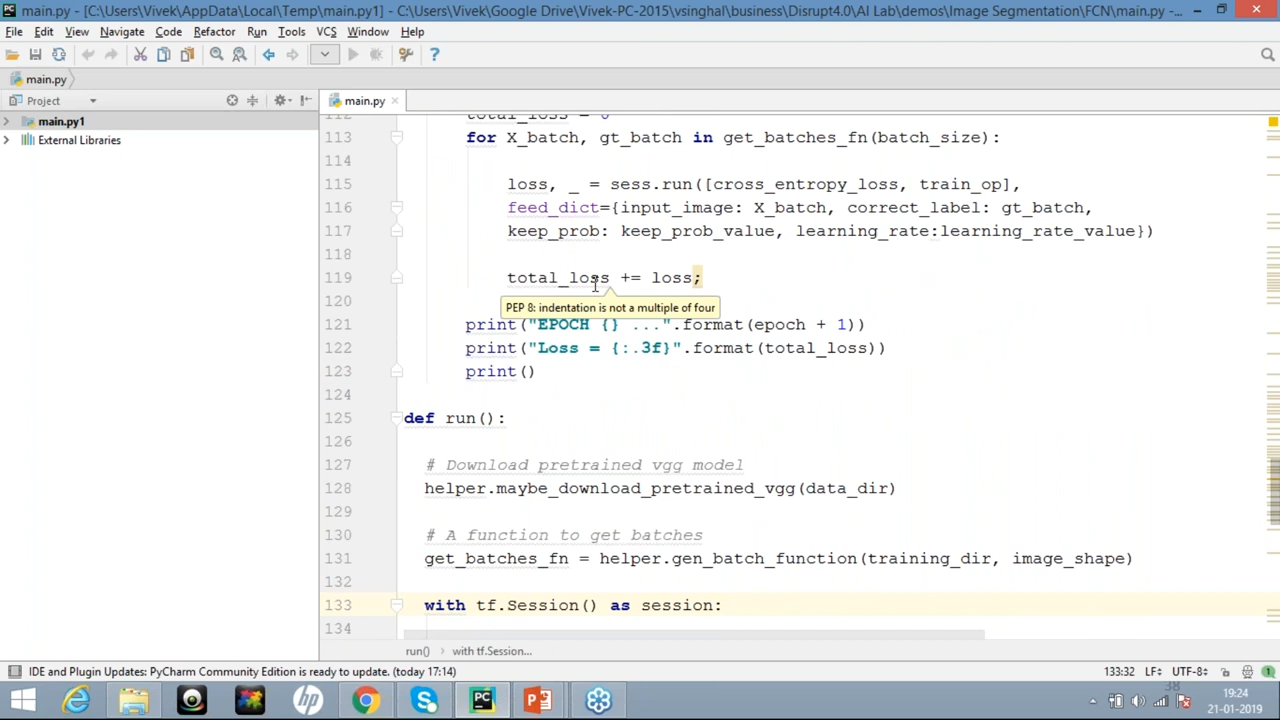 main.py - [C:\Users\Vivek\AppData\Local\Temp\main.py1] - C:\Users\Vivek\Google Drive\Vivek-PC-2015\vsinghal\business\Disrupt4.0\AI Lab\demos\Image Segmentation\FCN\main.py - ...
File Edit View Navigate Code Refactor Run Tools VCS Window Help
main.py
Project
main.py
main.py1
External Libraries
112 total_loss = 0
113 for X_batch, gt_batch in get_batches_fn(batch_size):
114
115 loss, _ = sess.run([cross_entropy_loss, train_op],
116 feed_dict={input_image: X_batch, correct_label: gt_batch,
117 keep_prob: keep_prob_value, learning_rate:learning_rate_value})
118
119 total_loss += loss;
120
PEP 8: indentation is not a multiple of four
121 print("EPOCH {} ...".format(epoch + 1))
122 print("Loss = {:.3f}".format(total_loss))
123 print()
124
125 def run():
126
127 # Download pretrained vgg model
128 helper.maybe_download_pretrained_vgg(data_dir)
129
130 # A function to get batches
131 get_batches_fn = helper.gen_batch_function(training_dir, image_shape)
132
133 with tf.Session() as session:
134
run() with tf.Session...
IDE and Plugin Updates: PyCharm Community Edition is ready to update. (today 17:14) 133:32 LF UTF-8 1
38
19:24
21-01-2019